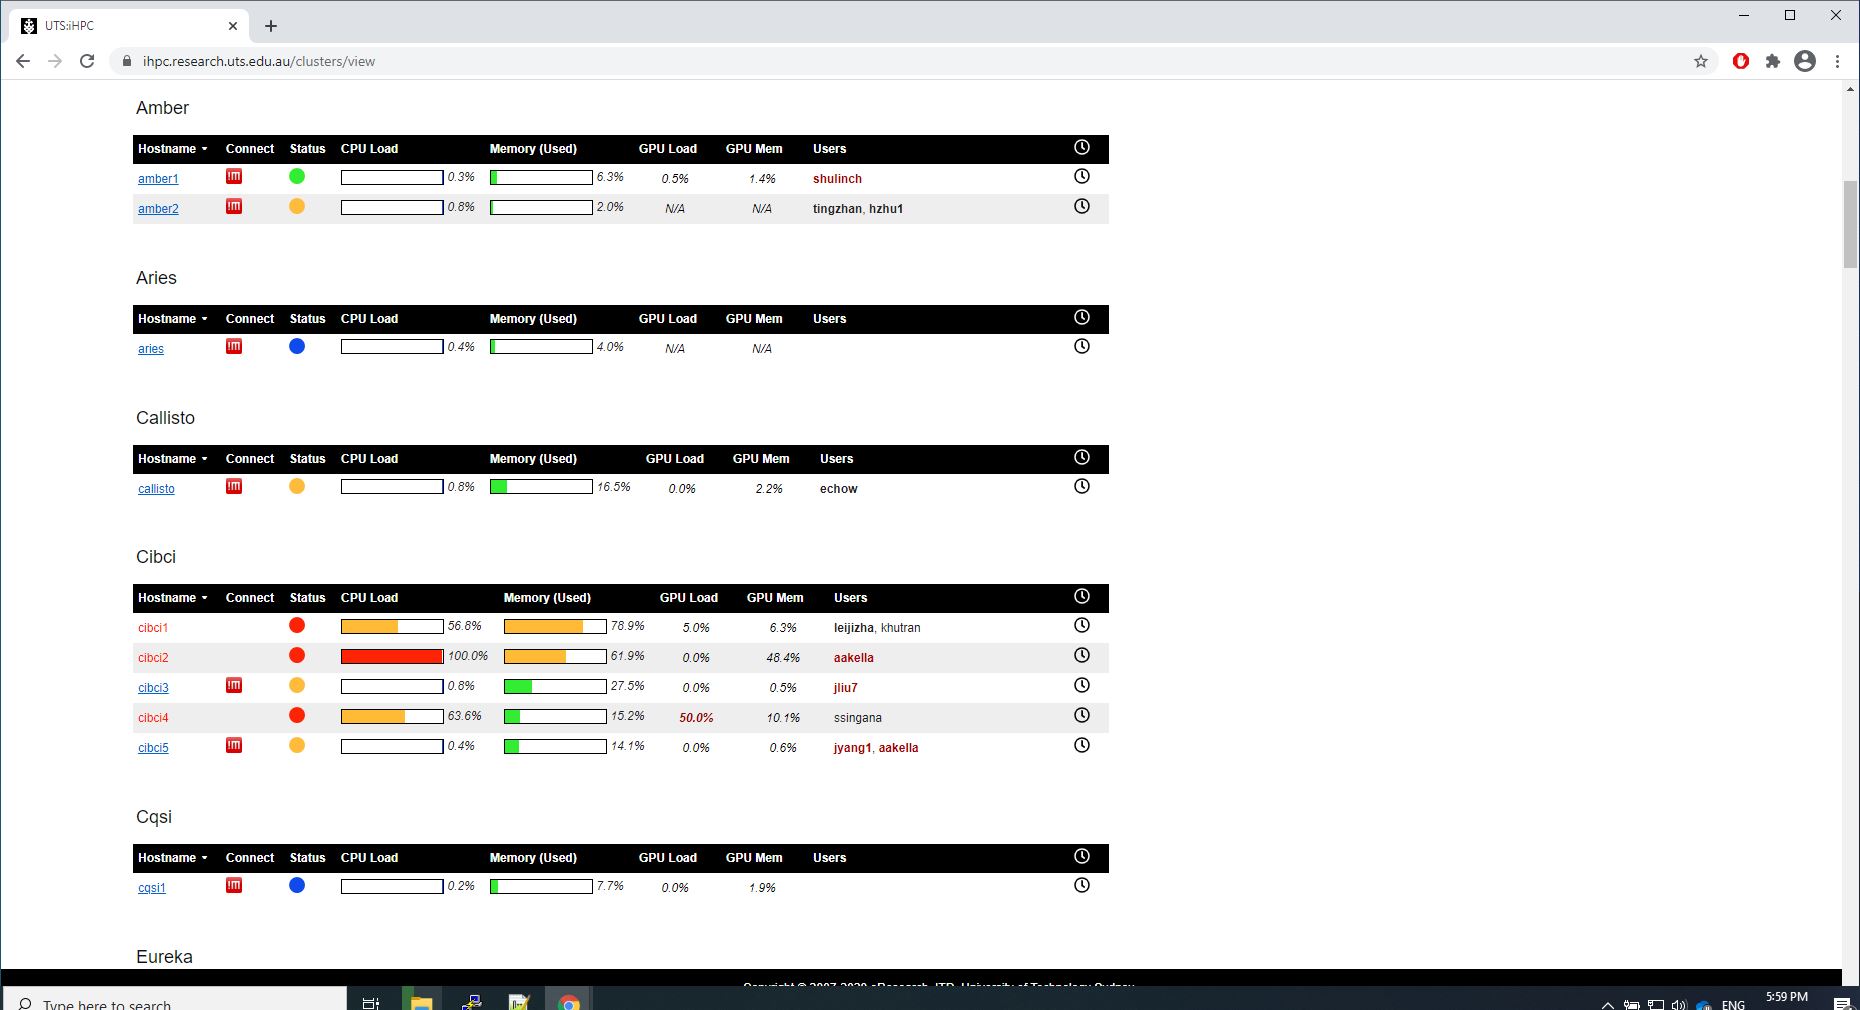 UTS:iHPC
ihpc.research.uts.edu.au/clusters/view
Amber
Hostname Connect Status CPU Load Memory (Used) GPU Load GPU Mem Users
amber1 !m 0.3% 6.3% 0.5% 1.4% shulinch
amber2 !m 0.8% 2.0% N/A N/A tingzhan, hzhu1
Aries
Hostname Connect Status CPU Load Memory (Used) GPU Load GPU Mem Users
aries !m 0.4% 4.0% N/A N/A
Callisto
Hostname Connect Status CPU Load Memory (Used) GPU Load GPU Mem Users
callisto !m 0.8% 16.5% 0.0% 2.2% echow
Cibci
Hostname Connect Status CPU Load Memory (Used) GPU Load GPU Mem Users
cibci1 56.8% 78.9% 5.0% 6.3% leijizha, khutran
cibci2 100.0% 61.9% 0.0% 48.4% aakella
cibci3 !m 0.8% 27.5% 0.0% 0.5% jliu7
cibci4 63.6% 15.2% 50.0% 10.1% ssingana
cibci5 !m 0.4% 14.1% 0.0% 0.6% jyang1, aakella
Cqsi
Hostname Connect Status CPU Load Memory (Used) GPU Load GPU Mem Users
cqsi1 !m 0.2% 7.7% 0.0% 1.9%
Eureka
Copyright © 2007-2020 eResearch, ITD, University of Technology Sydney
Type here to search
ENG
5:59 PM